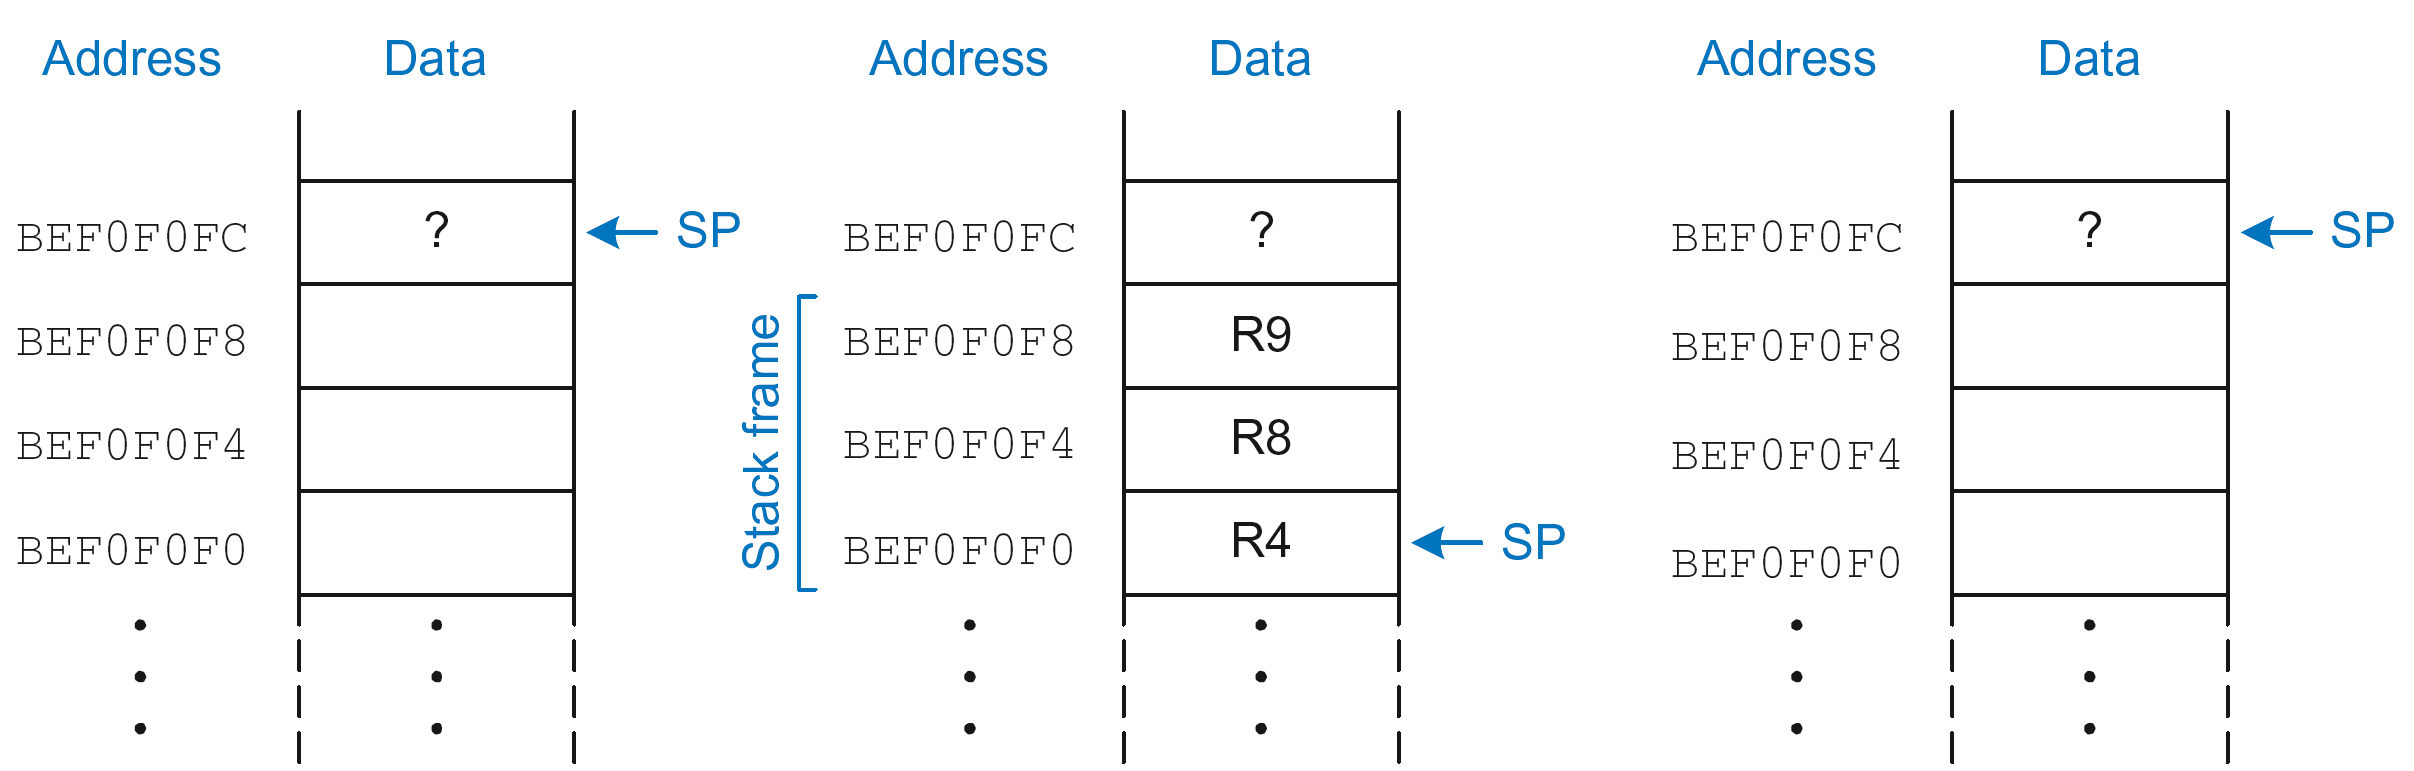 Address Data Address Data Address Data
BEF0F0FC ? SP BEF0F0FC ? BEF0F0FC ? SP
BEF0F0F8 BEF0F0F8 R9 BEF0F0F8
Stack frame
BEF0F0F4 BEF0F0F4 R8 BEF0F0F4
BEF0F0F0 BEF0F0F0 R4 SP BEF0F0F0